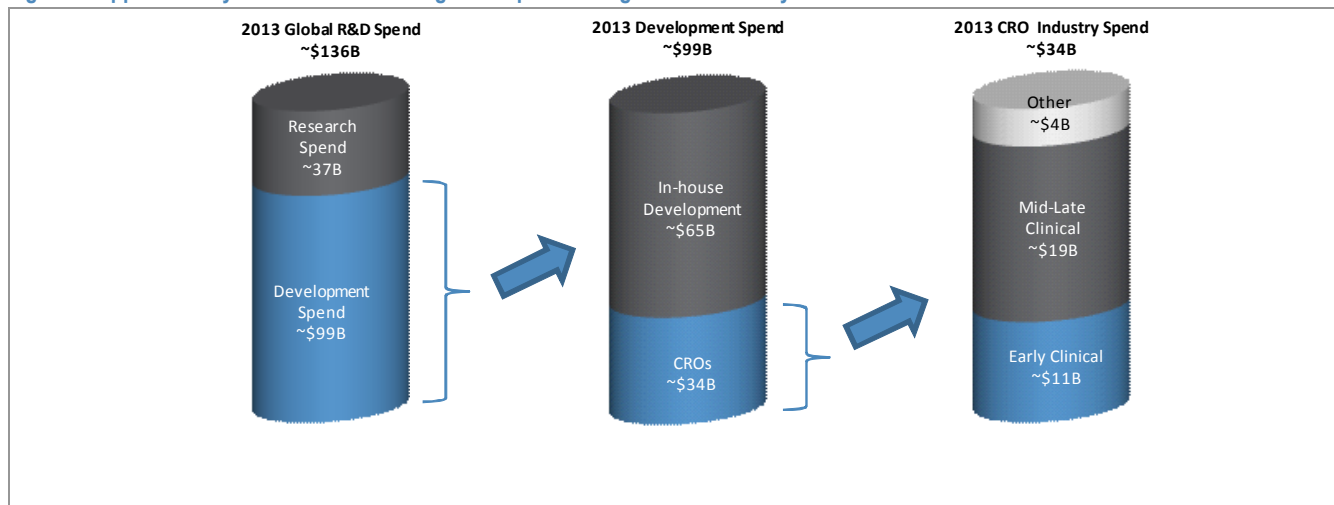 2013 Global R&D Spend
~$136B
Research
Spend
~37B
Development
Spend
~$99B
2013 Development Spend
~$99B
In-house
Development
~$65B
CROs
~$34B
2013 CRO Industry Spend
~$34B
Other
~$4B
Mid-Late
Clinical
~$19B
Early Clinical
~$11B